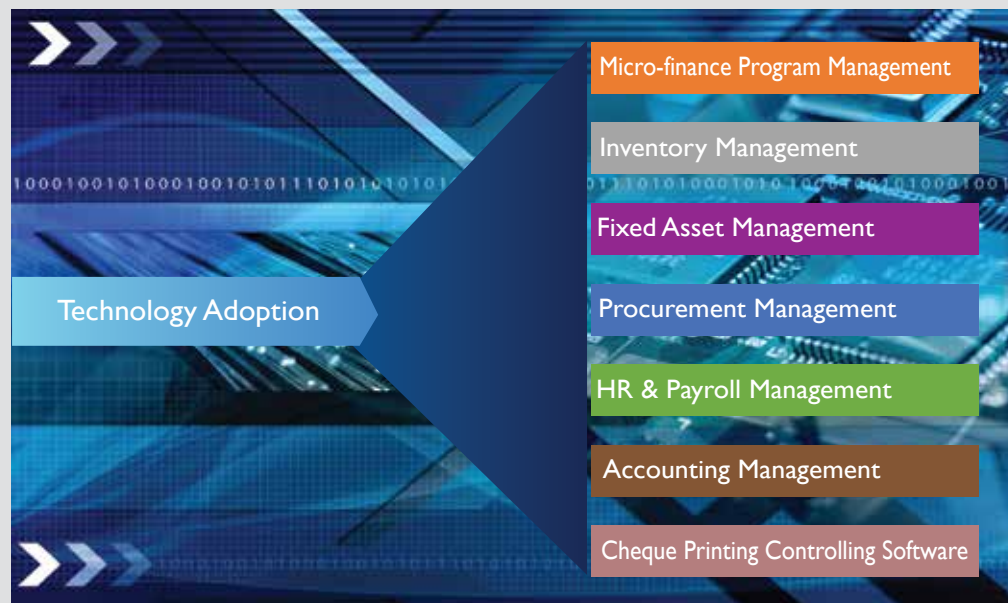 Micro-finance Program Management
Inventory Management
Fixed Asset Management
Technology Adoption
Procurement Management
HR & Payroll Management
Accounting Management
Cheque Printing Controlling Software